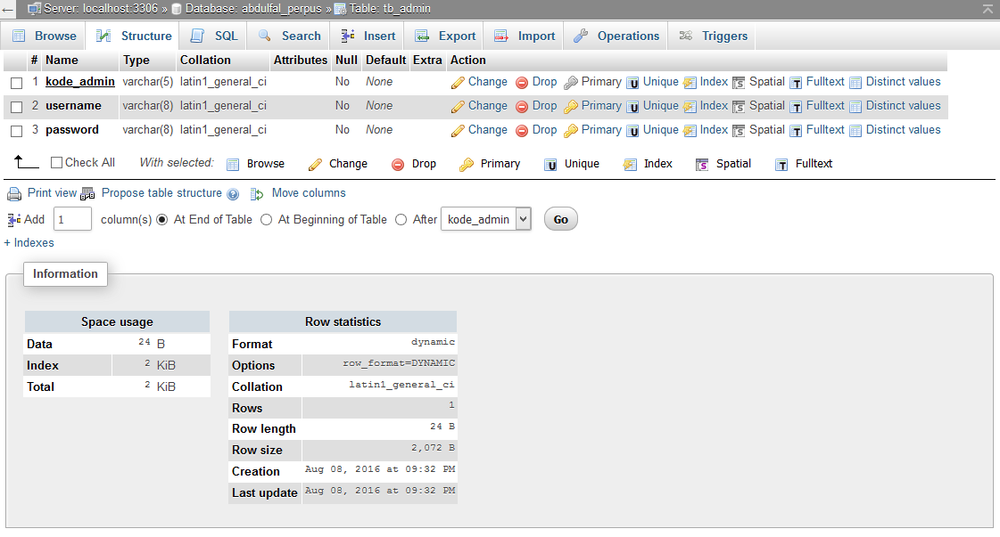 Server: localhost:3306 » Database: abdulfal_perpus » Table: tb_admin
Browse Structure SQL Search Insert Export Import Operations Triggers
# Name Type Collation Attributes Null Default Extra Action
1 kode_admin varchar(5) latin1_general_ci No None Change Drop Primary Unique Index Spatial Fulltext Distinct values
2 username varchar(8) latin1_general_ci No None Change Drop Primary Unique Index Spatial Fulltext Distinct values
3 password varchar(8) latin1_general_ci No None Change Drop Primary Unique Index Spatial Fulltext Distinct values
Check All With selected: Browse Change Drop Primary Unique Index Spatial Fulltext
Print view Propose table structure Move columns
Add 1 column(s) At End of Table At Beginning of Table After kode_admin Go
+ Indexes
Information
Space usage
Data 24 B
Index 2 KiB
Total 2 KiB
Row statistics
Format dynamic
Options row_format=DYNAMIC
Collation latin1_general_ci
Rows 1
Row length 24 B
Row size 2,072 B
Creation Aug 08, 2016 at 09:32 PM
Last update Aug 08, 2016 at 09:32 PM